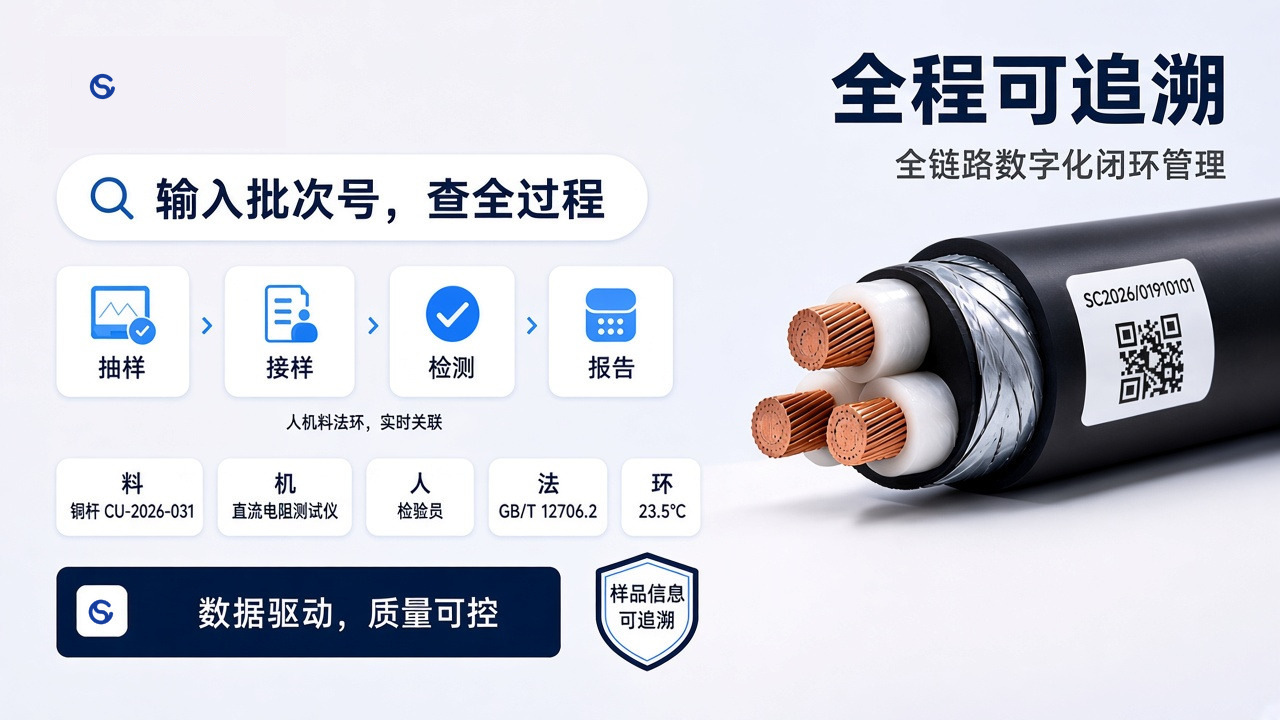 全程可追溯
全链路数字化闭环管理
输入批次号，查全过程
抽样
接样
检测
报告
人机料法环，实时关联
料
铜杆 CU-2026-031
机
直流电阻测试仪
人
检验员
法
GB/T 12706.2
环
23.5℃
数据驱动，质量可控
样品信息
可追溯
SC2026/01910101